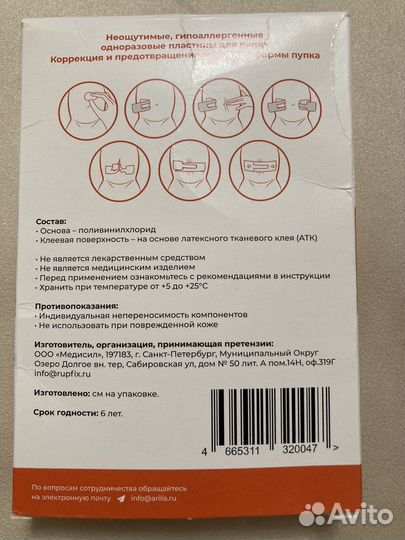 Неощутимые, гипоаллергенные
одноразовые пластины для пупка
Коррекция и предотвращение формы пупка
Состав:
• Основа – поливинилхлорид
• Клеевая поверхность – на основе латексного тканевого клея (АТК)
• Не является лекарственным средством
• Не является медицинским изделием
• Перед применением ознакомьтесь с рекомендациями в инструкции
• Хранить при температуре от +5 до +25°C
Противопоказания:
• Индивидуальная непереносимость компонентов
• Не использовать при поврежденной коже
Изготовитель, организация, принимающая претензии:
ООО «Медисил», 197183, г. Санкт-Петербург, Муниципальный Округ
Озеро Долгое вн. тер, Сабировская ул, дом № 50 лит. А пом.14Н, оф.319Г
info@rupfix.ru
Изготовлено: см на упаковке.
Срок годности: 6 лет.
4 665311 320047 >
По вопросам сотрудничества обращайтесь
на электронную почту info@arilis.ru
Avito